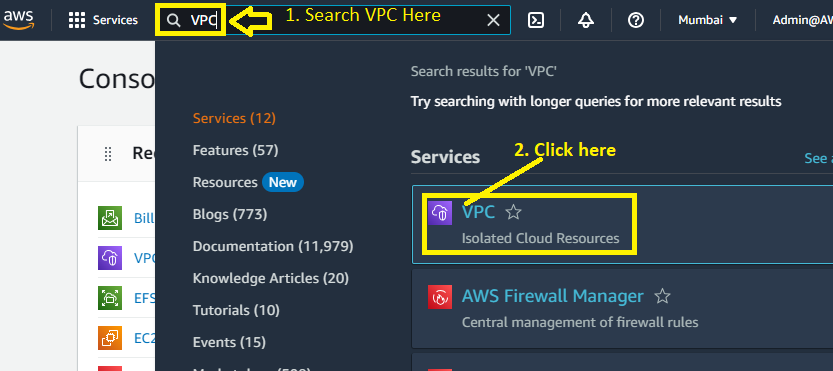 aws Services VPC 1. Search VPC Here Mumbai Admin@AW
Conso
Search results for 'VPC'
Try searching with longer queries for more relevant results
Services (12)
Features (57)
Resources New
Blogs (773)
Documentation (11,979)
Knowledge Articles (20)
Tutorials (10)
Events (15)
Re
Bill
VPC
EFS
EC2
Services 2. Click here See a
VPC
Isolated Cloud Resources
AWS Firewall Manager
Central management of firewall rules